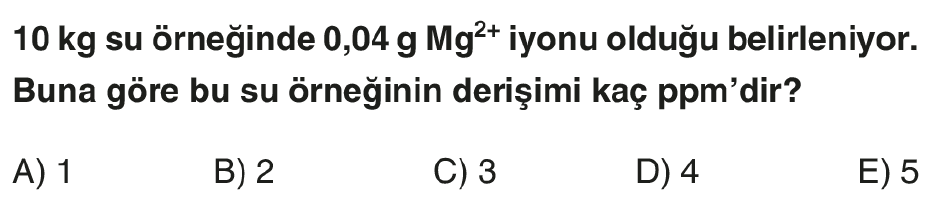 10 kg su örneğinde 0,04 g Mg²⁺ iyonu olduğu belirleniyor.
Buna göre bu su örneğinin derişimi kaç ppm’dir?
A) 1 B) 2 C) 3 D) 4 E) 5